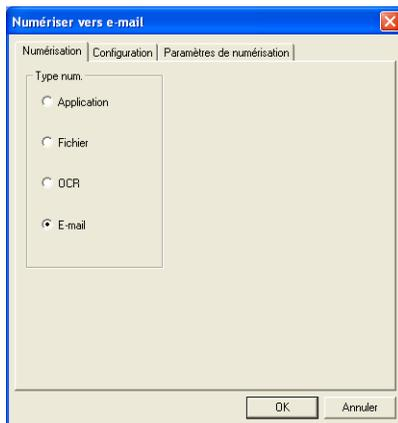 Numériser vers e-mail
Numérisation Configuration Paramètres de numérisation
Type num.
Application
Fichier
OCR
E-mail
OK Annuler